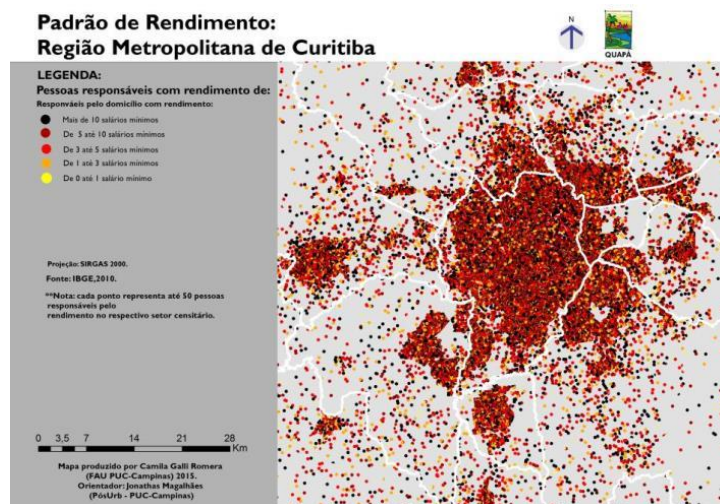 Padrão de Rendimento:
Região Metropolitana de Curitiba
N
QUAPÁ
LEGENDA:
Pessoas responsáveis com rendimento de:
Responváeis pelo domicílio com rendimento:
Mais de 10 salários mínimos
De 5 até 10 salários mínimos
De 3 até 5 salários mínimos
De 1 até 3 salários mínimos
De 0 até 1 salário mínimo
Projeção: SIRGAS 2000.
Fonte: IBGE,2010.
**Nota: cada ponto representa até 50 pessoas
responsáveis pelo
rendimento no respectivo setor censitário.
0 3,5 7 14 21 28
Km
Mapa produzido por Camila Galli Romera
(FAU PUC-Campinas) 2015.
Orientador: Jonathas Magalhães
(PósUrb - PUC-Campinas)